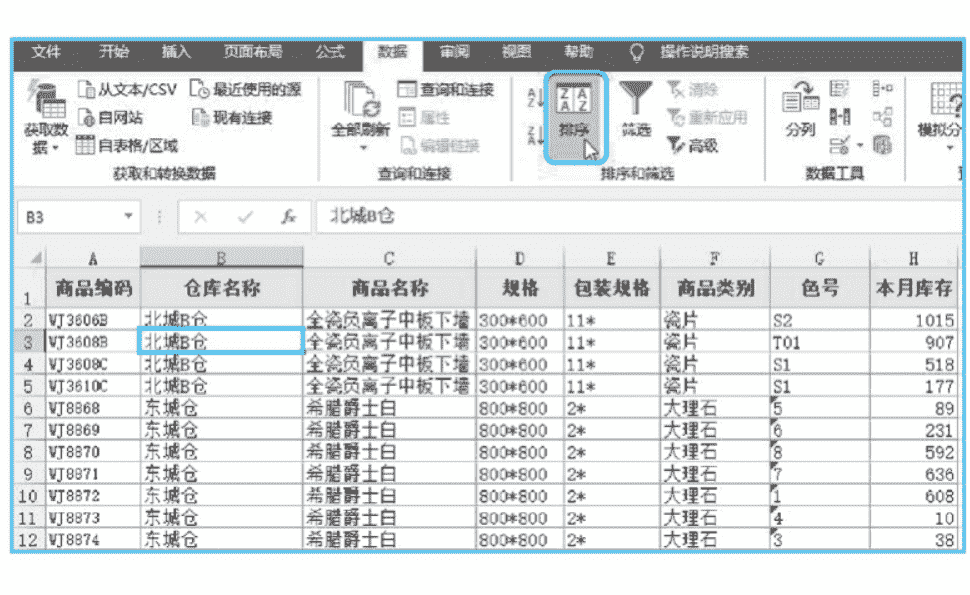 文件 开始 插入 页面布局 公式 数据 审阅 视图 帮助 操作说明搜索
从文本/CSV 最近使用的源 查询和连接 清除
自网站 现有连接 属性 重新应用
获取数据 自表格/区域 全部刷新 编辑链接 排序 筛选 高级 分列 模拟分
获取和转换数据 查询和连接 排序和筛选 数据工具
B3 fx 北城B仓
A B C D E F G H
1 商品编码 仓库名称 商品名称 规格 包装规格 商品类别 色号 本月库存
2 WJ3606B 北城B仓 全瓷负离子中板下墙 300*600 11* 瓷片 S2 1015
3 WJ3608B 北城B仓 全瓷负离子中板下墙 300*600 11* 瓷片 T01 907
4 WJ3608C 北城B仓 全瓷负离子中板下墙 300*600 11* 瓷片 S1 518
5 WJ3610C 北城B仓 全瓷负离子中板下墙 300*600 11* 瓷片 S1 177
6 WJ8868 东城仓 希腊爵士白 800*800 2* 大理石 5 89
7 WJ8869 东城仓 希腊爵士白 800*800 2* 大理石 6 231
8 WJ8870 东城仓 希腊爵士白 800*800 2* 大理石 8 592
9 WJ8871 东城仓 希腊爵士白 800*800 2* 大理石 7 636
10 WJ8872 东城仓 希腊爵士白 800*800 2* 大理石 1 608
11 WJ8873 东城仓 希腊爵士白 800*800 2* 大理石 4 10
12 WJ8874 东城仓 希腊爵士白 800*800 2* 大理石 3 38